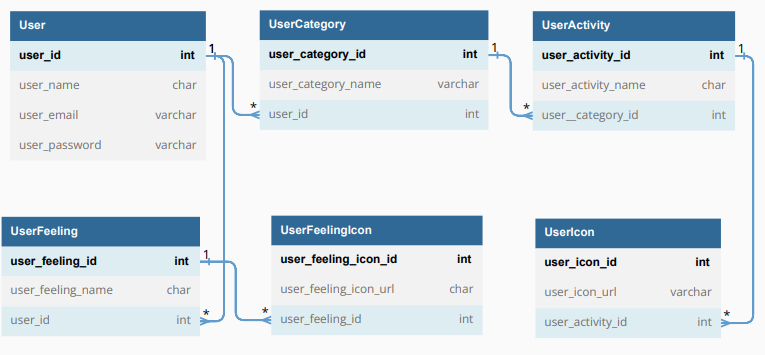 User
user_id int
user_name char
user_email varchar
user_password varchar
UserCategory
user_category_id int
user_category_name varchar
user_id int
UserActivity
user_activity_id int
user_activity_name char
user__category_id int
1
*
1
*
1
UserFeeling
user_feeling_id int
user_feeling_name char
user_id int
UserFeelingIcon
user_feeling_icon_id int
user_feeling_icon_url char
user_feeling_id int
UserIcon
user_icon_id int
user_icon_url varchar
user_activity_id int
1
*
*
*